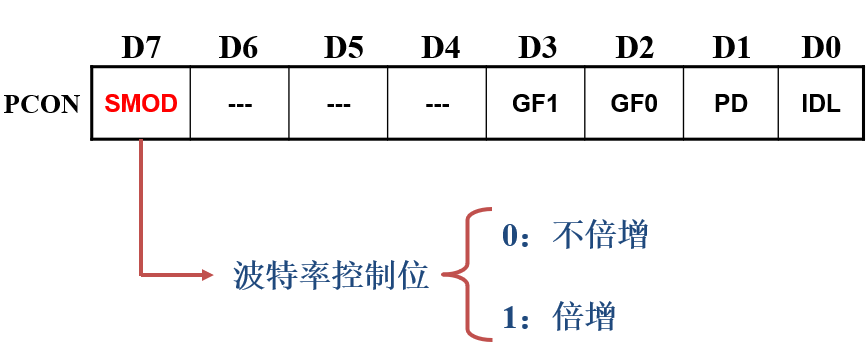 D7 D6 D5 D4 D3 D2 D1 D0
PCON SMOD --- --- --- GF1 GF0 PD IDL
0：不倍增
波特率控制位
1：倍增